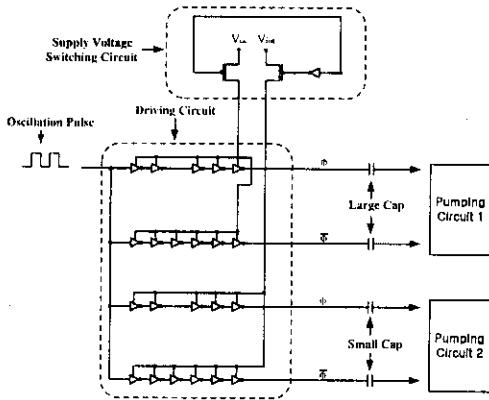 Supply Voltage
Switching Circuit
Driving Circuit
Oscillation Pulse
Φ
Large Cap
Φ̅
Pumping
Circuit 1
Φ
Small Cap
Φ̅
Pumping
Circuit 2